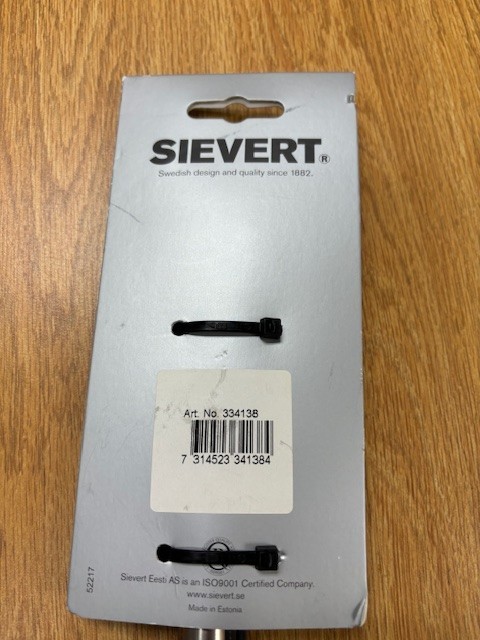 SIEVERT®
Swedish design and quality since 1882.
Art. No. 334138
7 314523 341384
Sievert Eesti AS is an ISO9001 Certified Company.
www.sievert.se
Made in Estonia
52217